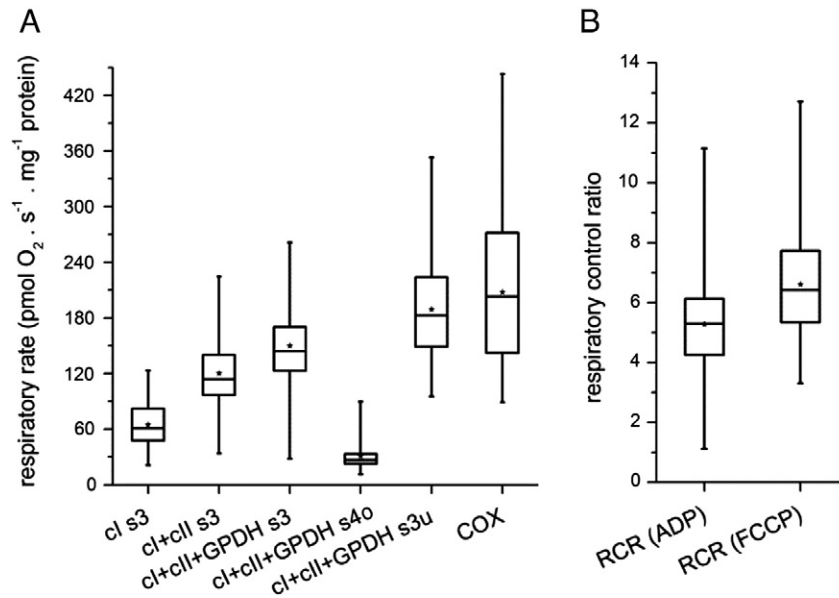 A
respiratory rate (pmol O₂ . s⁻¹ . mg⁻¹ protein)
420
360
300
240
180
120
60
0
cI s3
cI+cII s3
cI+cII+GPDH s3
cI+cII+GPDH s4o
cI+cII+GPDH s3u
COX
B
respiratory control ratio
14
12
10
8
6
4
2
0
RCR (ADP)
RCR (FCCP)